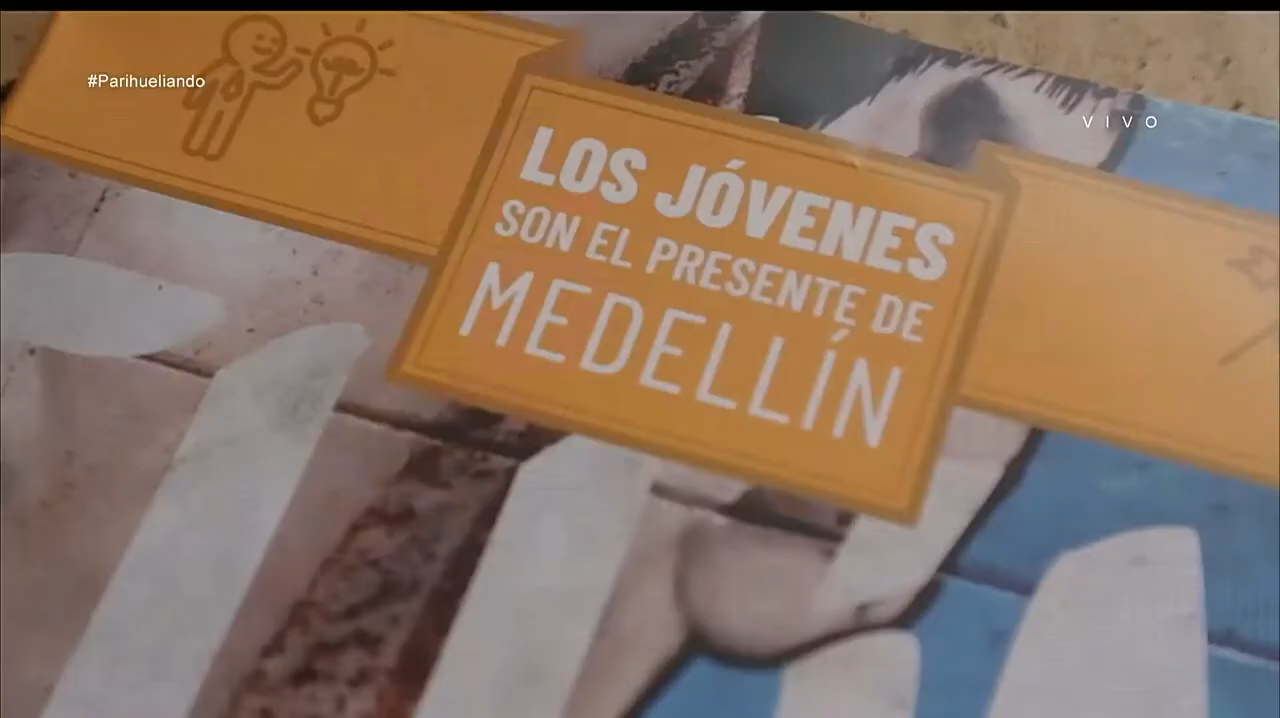 #Parihueliando
VIVO
LOS JÓVENES
SON EL PRESENTE DE
MEDELLÍN